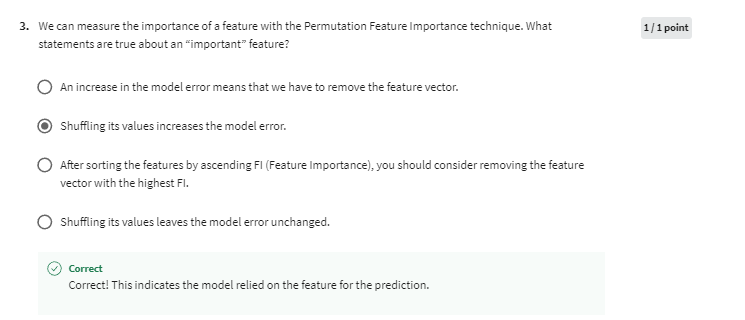 3. We can measure the importance of a feature with the Permutation Feature Importance technique. What
1 / 1 point
statements are true about an “important” feature?
An increase in the model error means that we have to remove the feature vector.
Shuffling its values increases the model error.
After sorting the features by ascending FI (Feature Importance), you should consider removing the feature
vector with the highest FI.
Shuffling its values leaves the model error unchanged.
Correct
Correct! This indicates the model relied on the feature for the prediction.